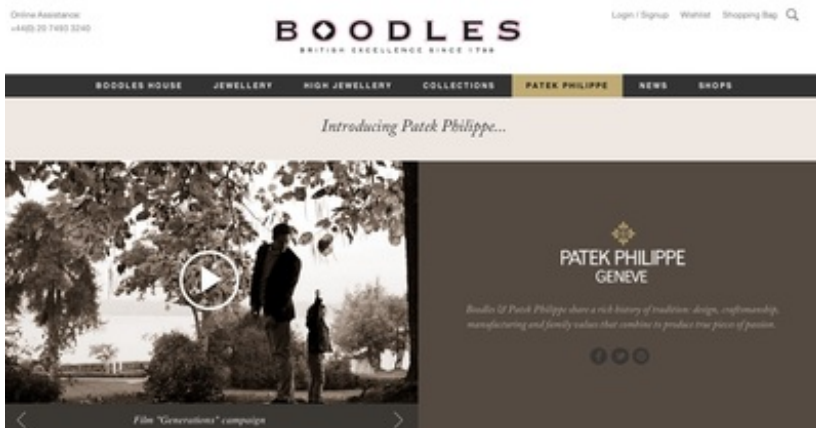 Online Assistance:
+44(0) 20 7493 3240
BOODLES
BRITISH EXCELLENCE SINCE 1798
Login / Signup Wishlist Shopping Bag
BOODLES HOUSE JEWELLERY HIGH JEWELLERY COLLECTIONS PATEK PHILIPPE NEWS SHOPS
Introducing Patek Philippe...
PATEK PHILIPPE
GENEVE
Boodles & Patek Philippe share a rich history of tradition: design, craftsmanship,
manufacturing and family values that combine to produce true pieces of passion.
Film "Generations" campaign